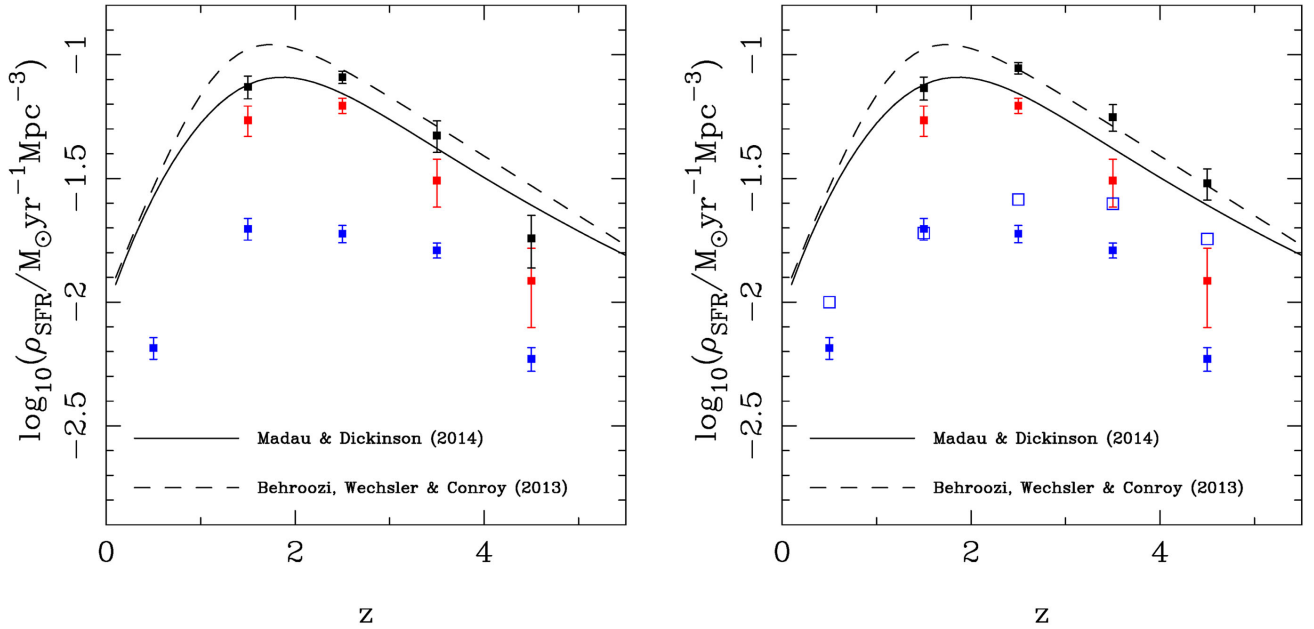 log₁₀(ρSFR/M⊙yr⁻¹Mpc⁻³)
−1
−1.5
−2
−2.5
Madau & Dickinson (2014)
Behroozi, Wechsler & Conroy (2013)
0 2 4
z
log₁₀(ρSFR/M⊙yr⁻¹Mpc⁻³)
−1
−1.5
−2
−2.5
Madau & Dickinson (2014)
Behroozi, Wechsler & Conroy (2013)
0 2 4
z